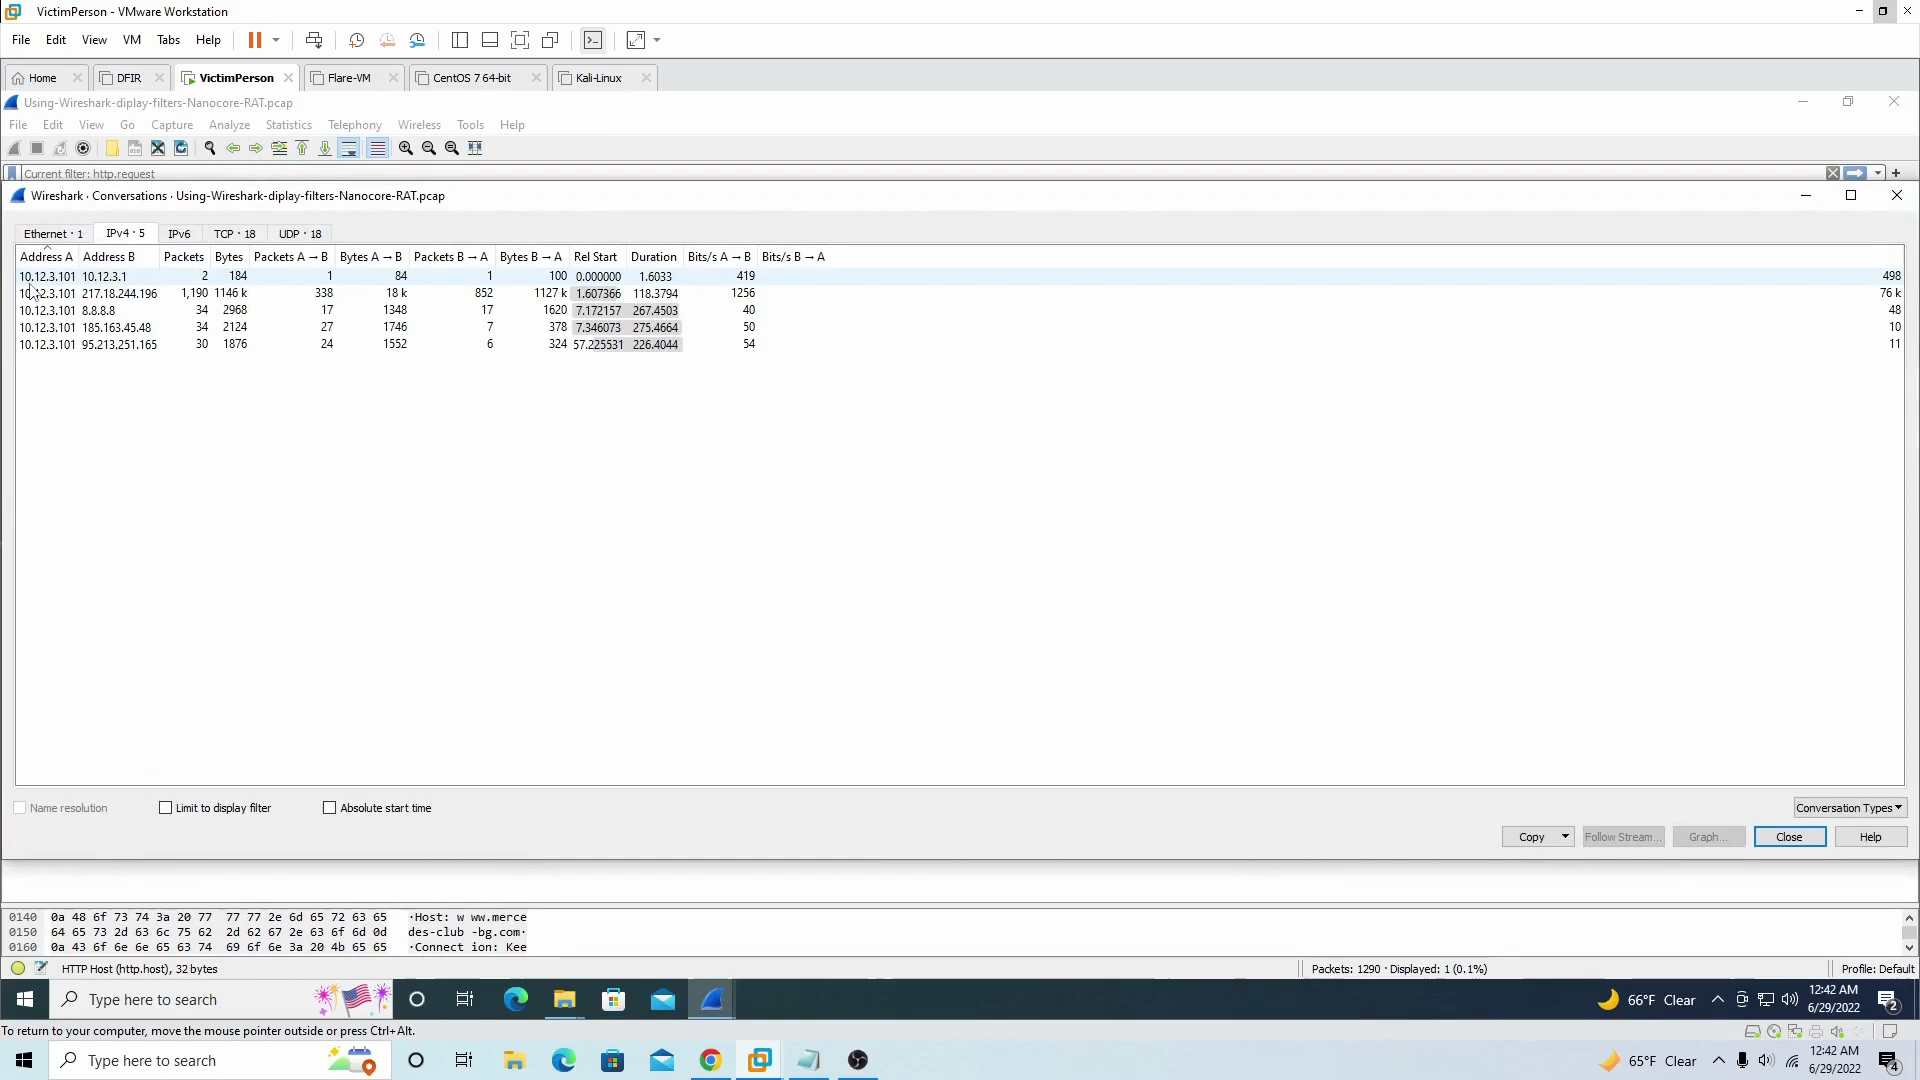 VictimPerson - VMware Workstation
File Edit View VM Tabs Help
Home DFIR VictimPerson Flare-VM CentOS 7 64-bit Kali-Linux
Using-Wireshark-diplay-filters-Nanocore-RAT.pcap
File Edit View Go Capture Analyze Statistics Telephony Wireless Tools Help
Current filter: http.request
Wireshark · Conversations · Using-Wireshark-diplay-filters-Nanocore-RAT.pcap
Ethernet · 1 IPv4 · 5 IPv6 TCP · 18 UDP · 18
Address A Address B Packets Bytes Packets A → B Bytes A → B Packets B → A Bytes B → A Rel Start Duration Bits/s A → B Bits/s B → A
10.12.3.101 10.12.3.1 2 184 1 84 1 100 0.000000 1.6033 419 498
10.12.3.101 217.18.244.196 1,190 1146 k 338 18 k 852 1127 k 1.607366 118.3794 1256 76 k
10.12.3.101 8.8.8.8 34 2968 17 1348 17 1620 7.172157 267.4503 40 48
10.12.3.101 185.163.45.48 34 2124 27 1746 7 378 7.346073 275.4664 50 10
10.12.3.101 95.213.251.165 30 1876 24 1552 6 324 57.225531 226.4044 54 11
Name resolution Limit to display filter Absolute start time Conversation Types
Copy Follow Stream... Graph... Close Help
0140 0a 48 6f 73 74 3a 20 77 77 77 2e 6d 65 72 63 65 ·Host: w ww.merce
0150 64 65 73 2d 63 6c 75 62 2d 62 67 2e 63 6f 6d 0d des-club -bg.com·
0160 0a 43 6f 6e 6e 65 63 74 69 6f 6e 3a 20 4b 65 65 ·Connect ion: Kee
HTTP Host (http.host), 32 bytes Packets: 1290 · Displayed: 1 (0.1%) Profile: Default
Type here to search 66°F Clear 12:42 AM
6/29/2022 2
To return to your computer, move the mouse pointer outside or press Ctrl+Alt.
Type here to search 65°F Clear 12:42 AM
6/29/2022 4